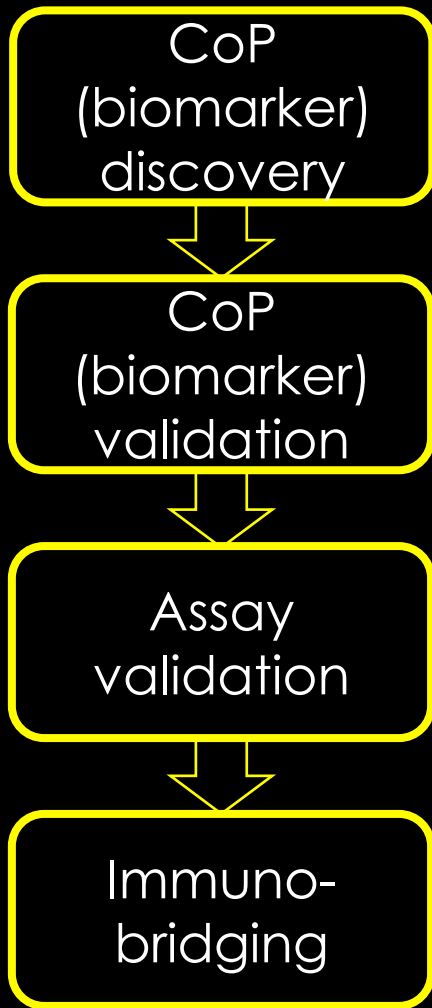 CoP
(biomarker)
discovery
CoP
(biomarker)
validation
Assay
validation
Immuno-
bridging